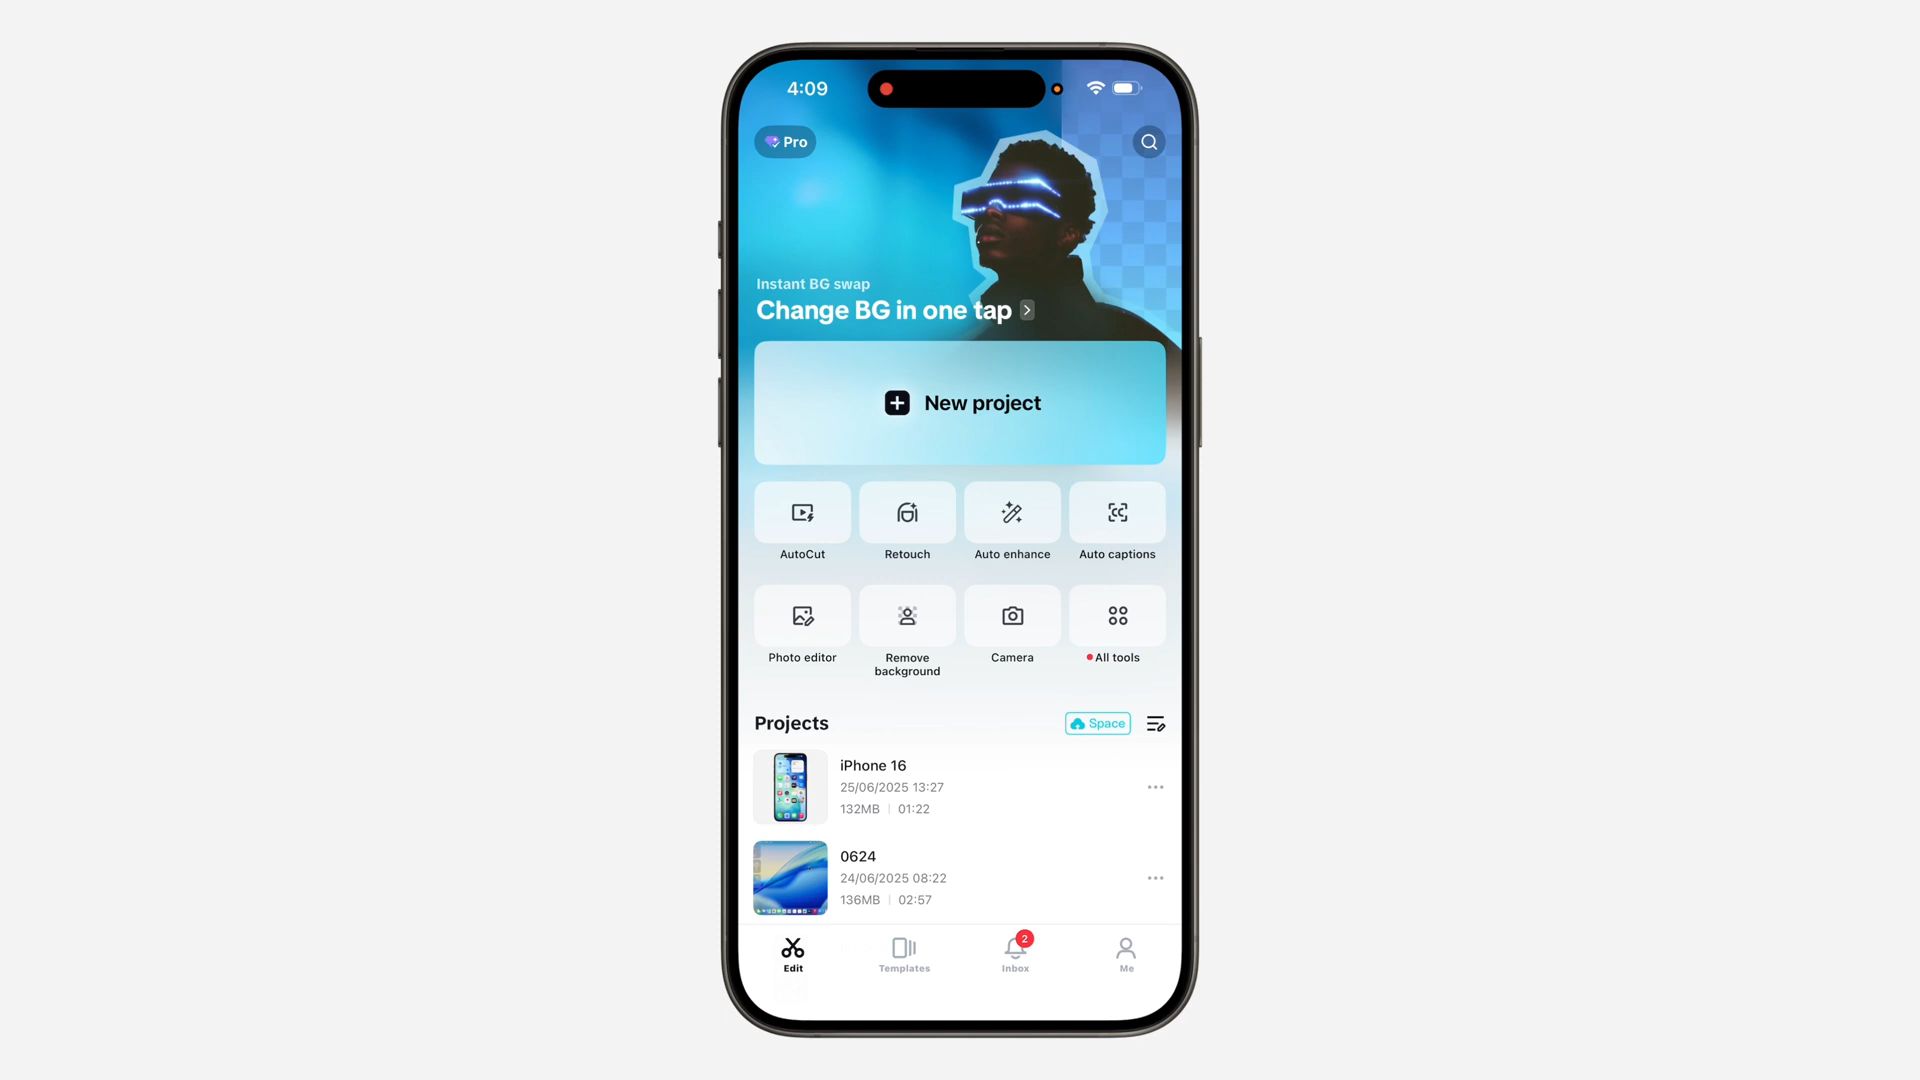 4:09
Pro
Instant BG swap
Change BG in one tap
New project
AutoCut
Retouch
Auto enhance
CC
Auto captions
Photo editor
Remove
background
Camera
All tools
Projects
Space
iPhone 16
25/06/2025 13:27
132MB | 01:22
0624
24/06/2025 08:22
136MB | 02:57
2
Edit
Templates
Inbox
Me